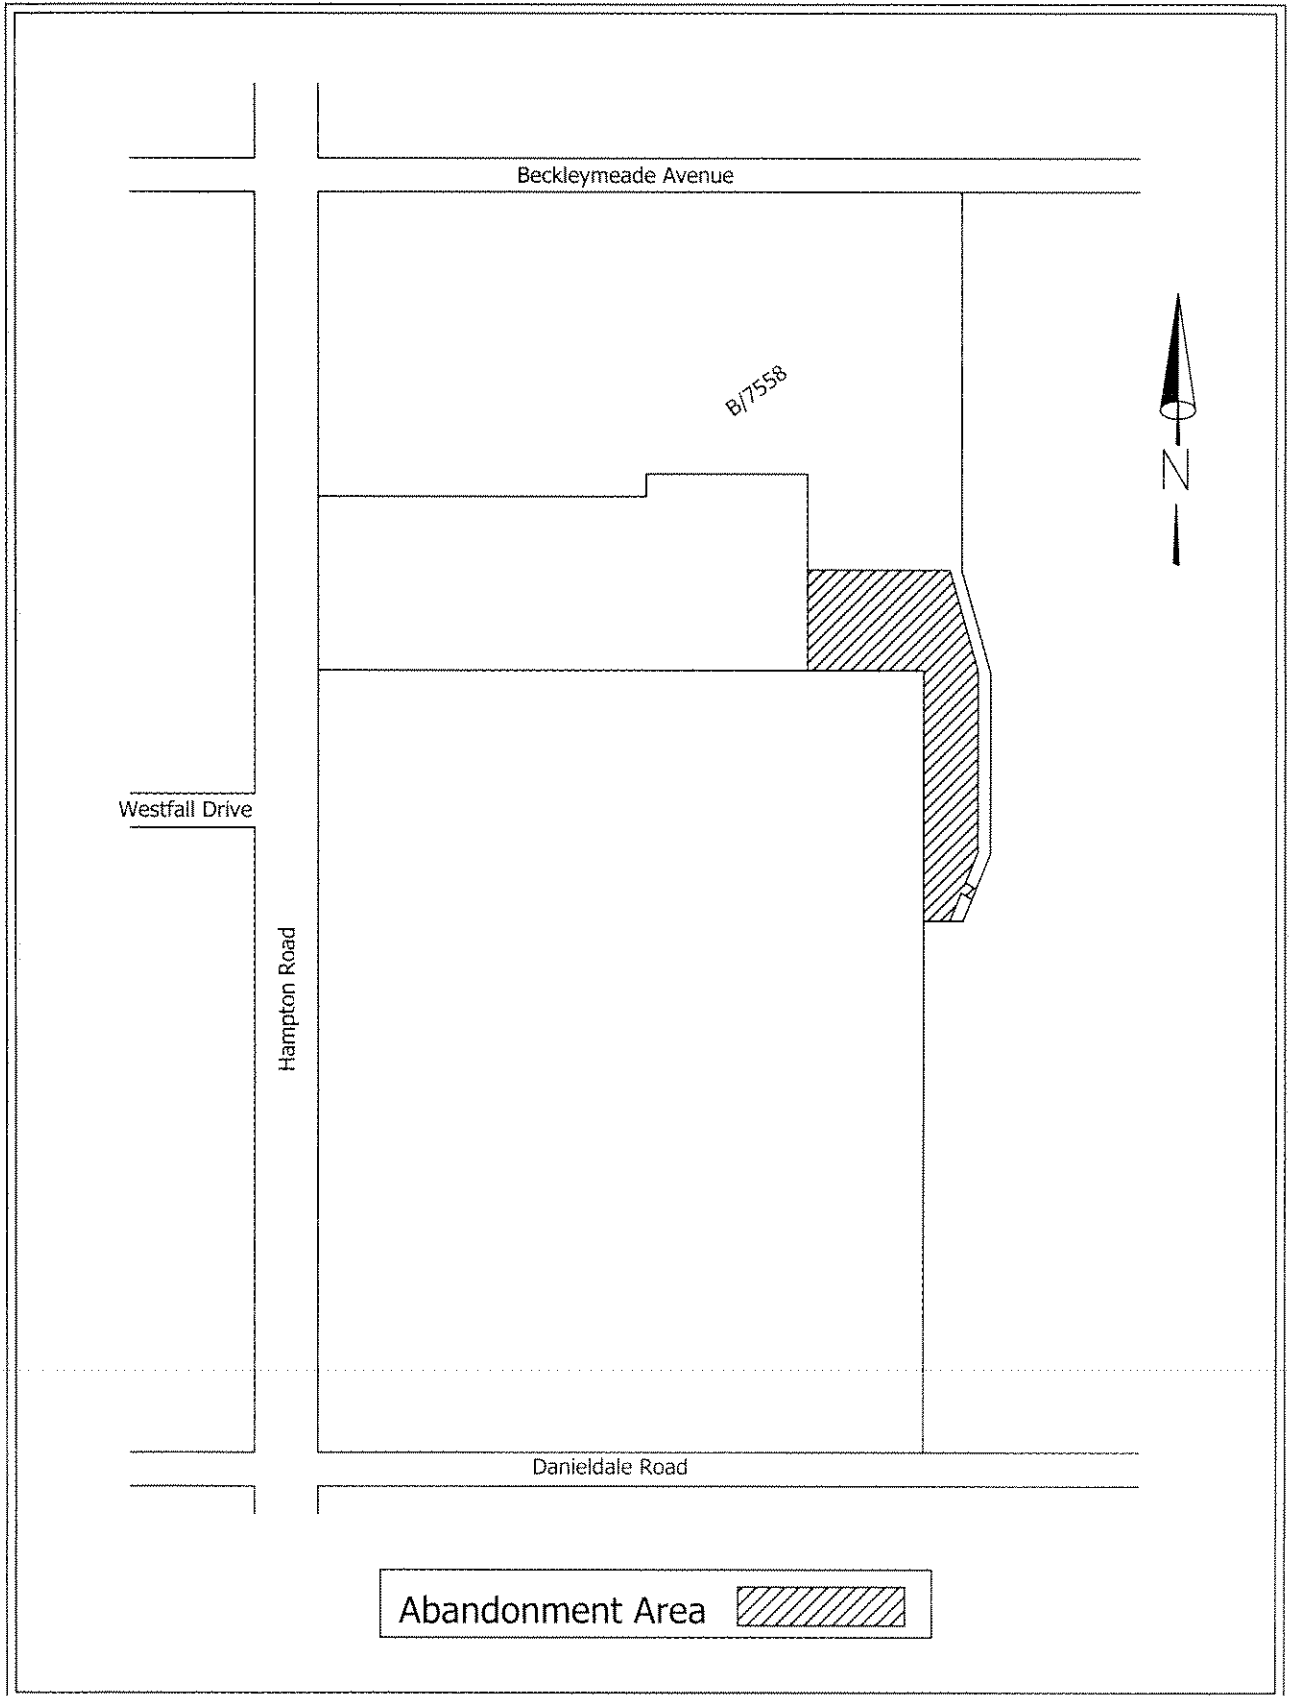 Beckleymeade Avenue
B/7558
N
Westfall Drive
Hampton Road
Danieldale Road
Abandonment Area